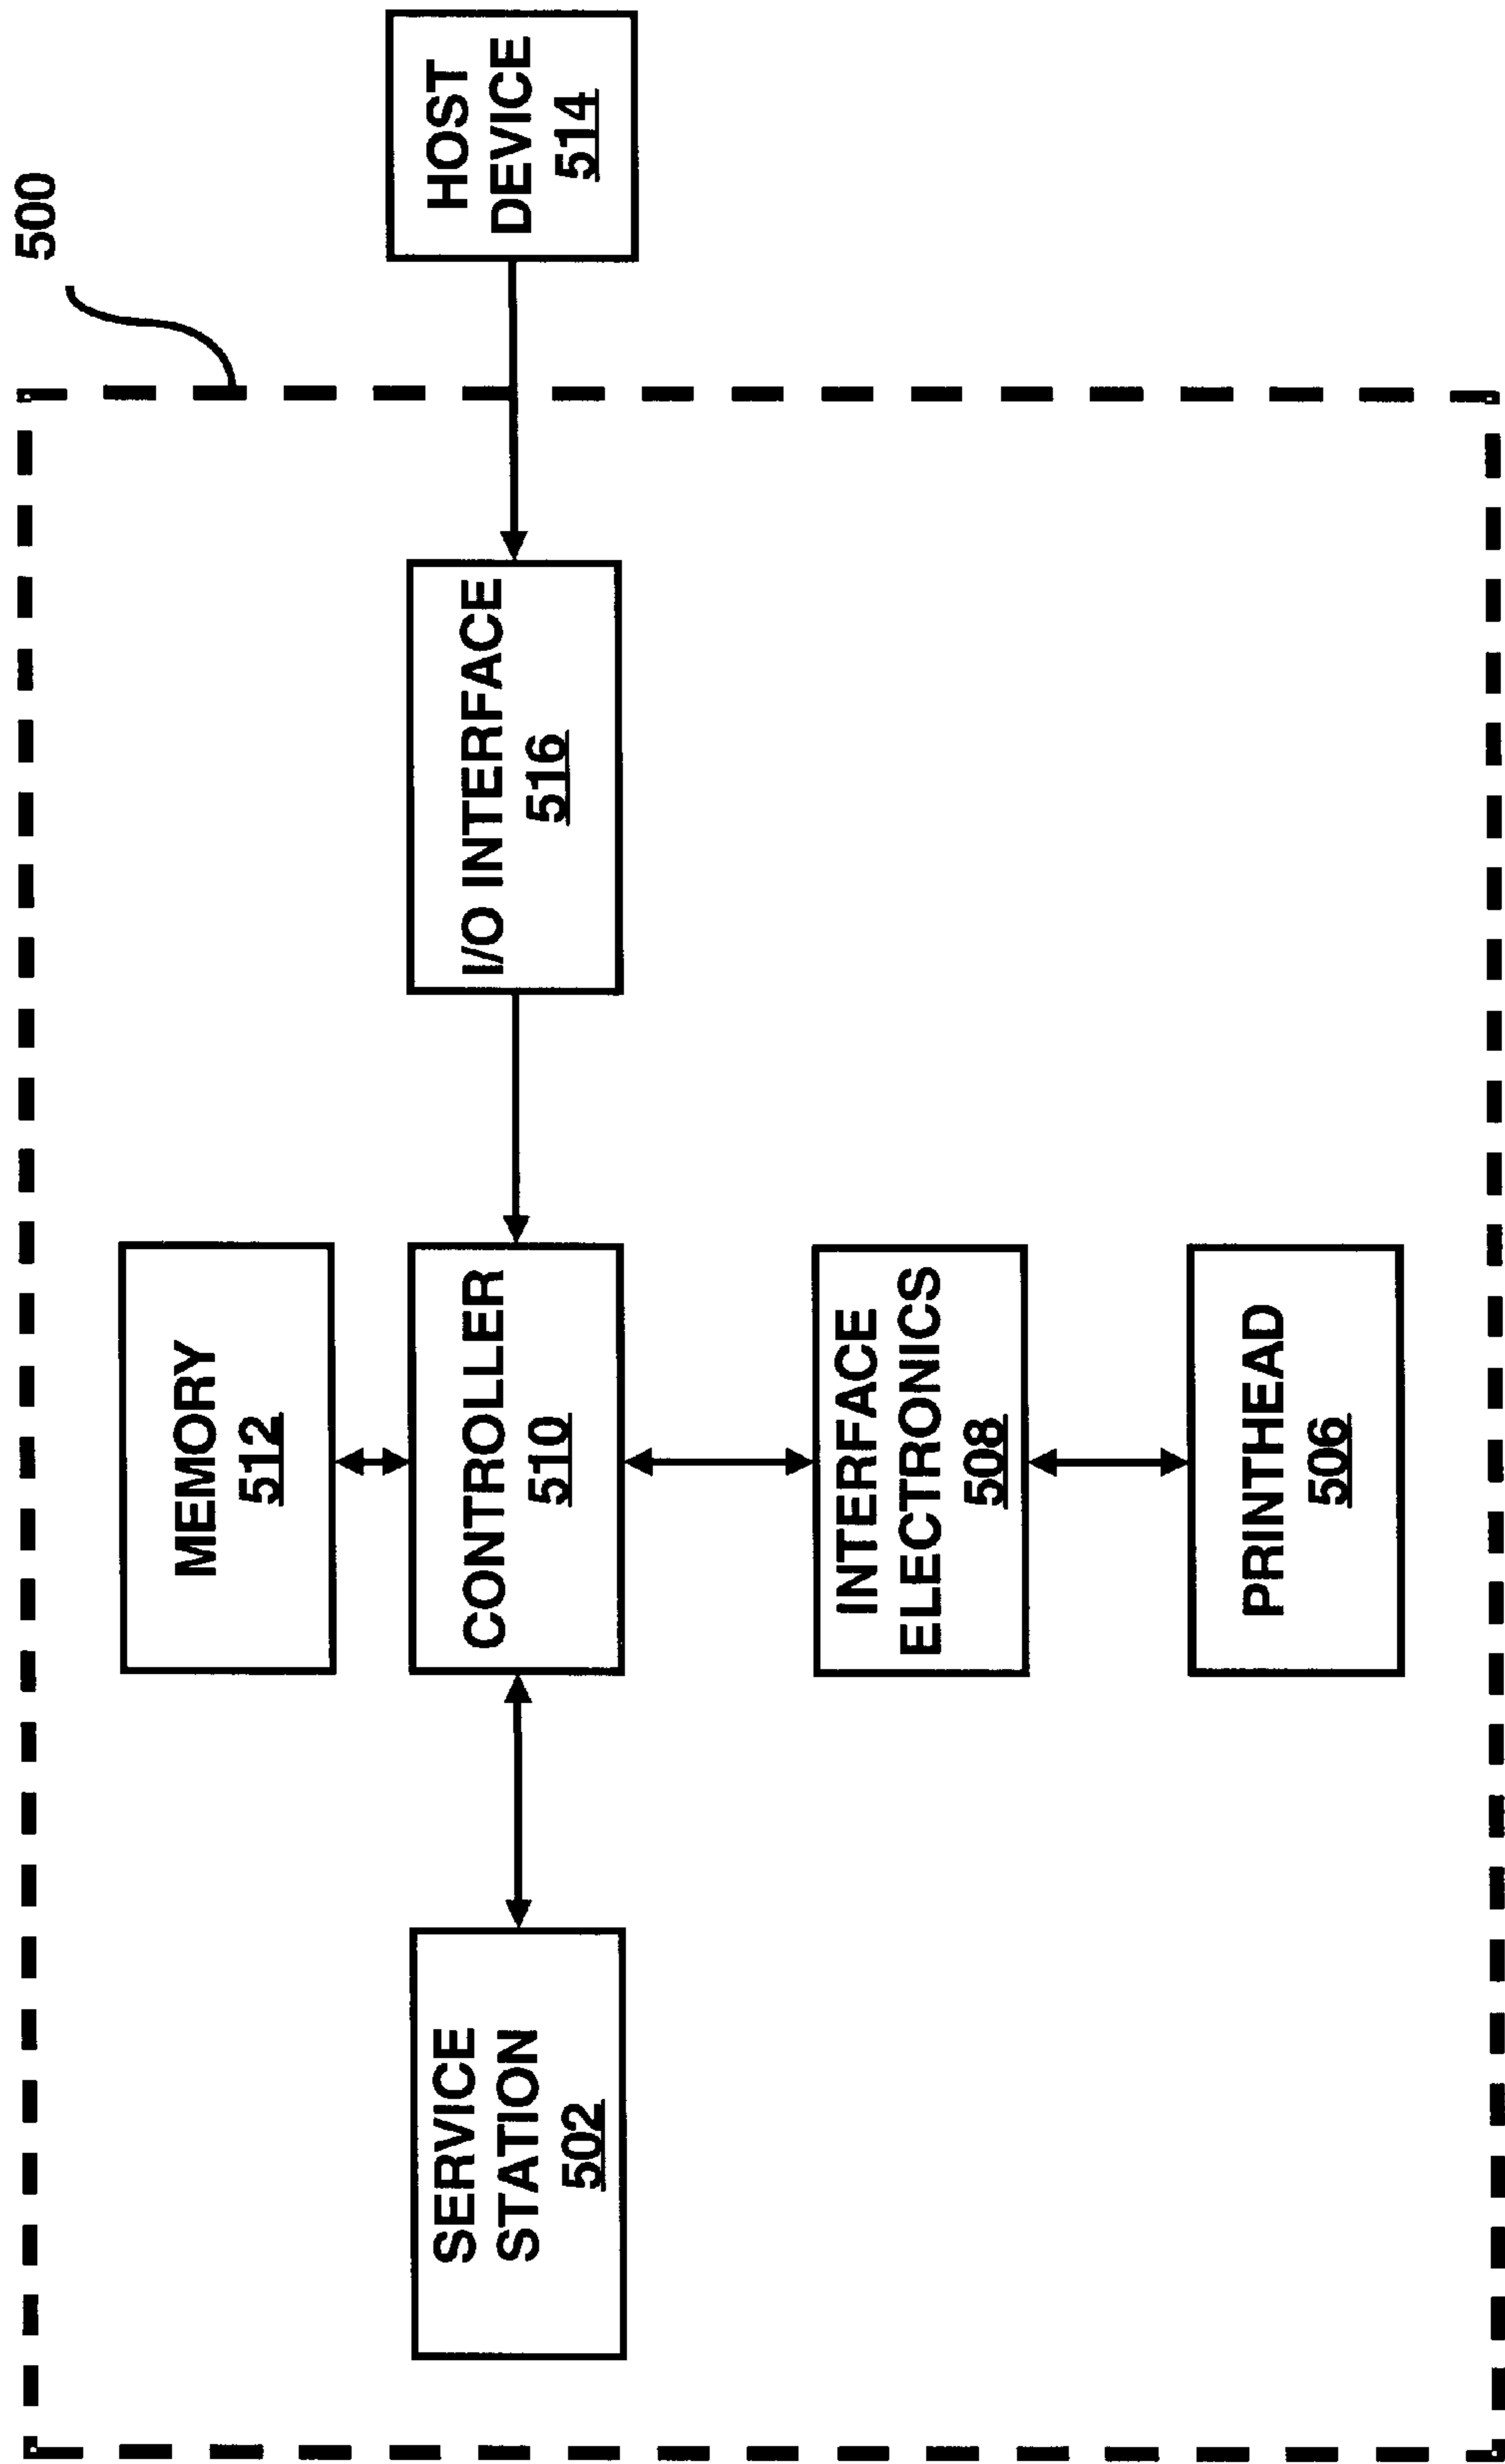 500
HOST
DEVICE
514
I/O INTERFACE
516
MEMORY
512
CONTROLLER
510
INTERFACE
ELECTRONICS
508
PRINTHEAD
506
SERVICE
STATION
502